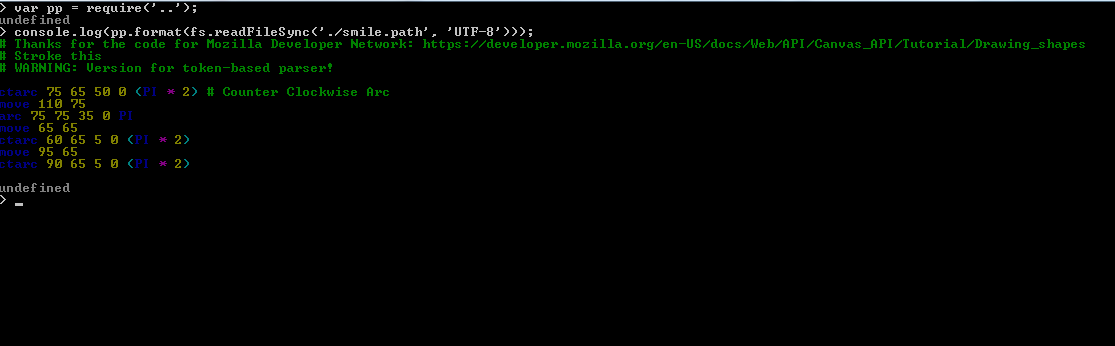 > var pp = require('..');
undefined
> console.log(pp.format(fs.readFileSync('./smile.path', 'UTF-8')));
# Thanks for the code for Mozilla Developer Network: https://developer.mozilla.org/en-US/docs/Web/API/Canvas_API/Tutorial/Drawing_shapes
# Stroke this
# WARNING: Version for token-based parser!
ctarc 75 65 50 0 (PI * 2) # Counter Clockwise Arc
move 110 75
arc 75 75 35 0 PI
move 65 65
ctarc 60 65 5 0 (PI * 2)
move 95 65
ctarc 90 65 5 0 (PI * 2)
undefined
> _